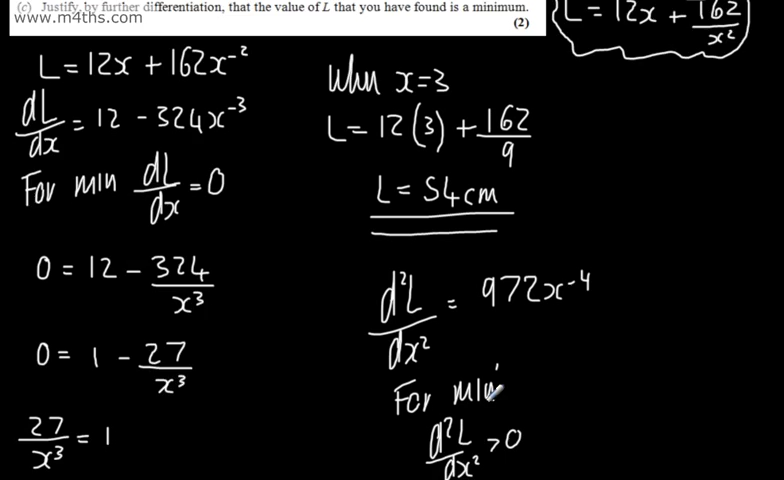 (c) Justify, by further differentiation, that the value of L that you have found is a minimum.
(2)
www.m4ths.com
L = 12x + 162/x²
L = 12x + 162x⁻²
dL/dx = 12 - 324x⁻³
For min dL/dx = 0
0 = 12 - 324/x³
0 = 1 - 27/x³
27/x³ = 1
When x = 3
L = 12(3) + 162/9
L = 54cm
d²L/dx² = 972x⁻⁴
For min
d²L/dx² > 0